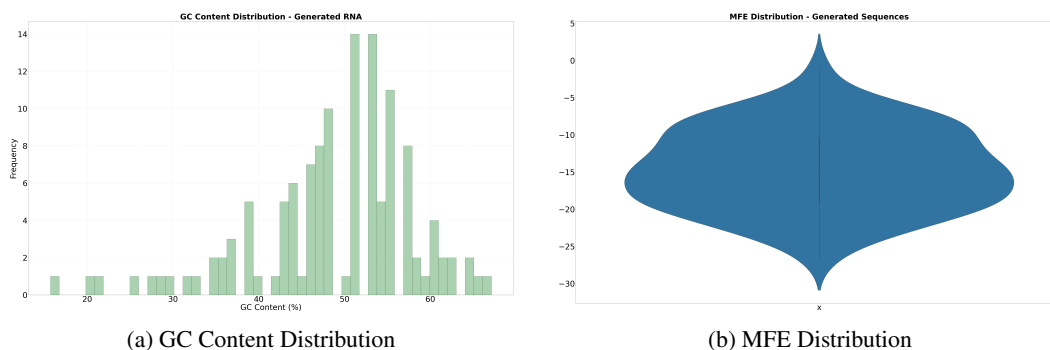 GC Content Distribution - Generated RNA
14
12
10
8
6
4
2
0
Frequency
20 30 40 50 60
GC Content (%)
(a) GC Content Distribution
MFE Distribution - Generated Sequences
5
0
−5
−10
−15
−20
−25
−30
x
(b) MFE Distribution